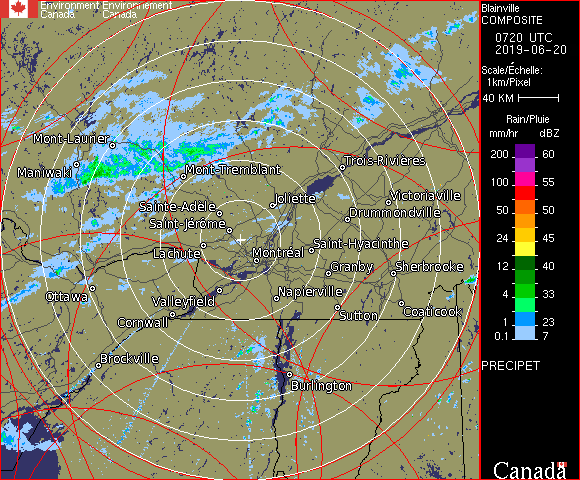 Environment Environnement
Canada Canada
Blainville
COMPOSITE
0720 UTC
2019-06-20
Scale/Échelle:
1km/Pixel
40 KM
Rain/Pluie
mm/hr dBZ
200 60
100 55
50 50
24 45
12 40
4 33
1 23
0.1 7
PRECIPET
Canada
Mont-Laurier
Maniwaki
Mont-Tremblant
Trois-Rivières
Joliette
Victoriaville
Sainte-Adèle
Drummondville
Saint-Jérôme
Lachute
Montréal
Saint-Hyacinthe
Granby
Sherbrooke
Ottawa
Valleyfield
Napierville
Cornwall
Sutton
Coaticook
Brockville
Burlington